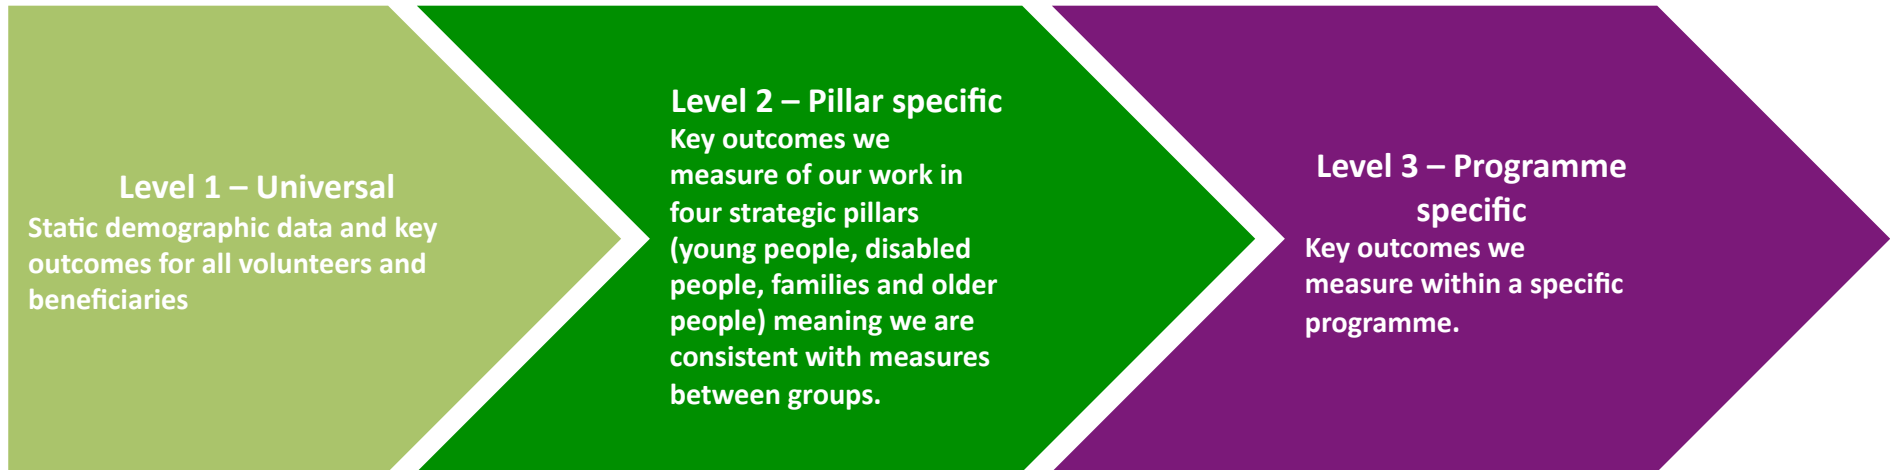 Level 1 – Universal
Static demographic data and key
outcomes for all volunteers and
beneficiaries
Level 2 – Pillar specific
Key outcomes we
measure of our work in
four strategic pillars
(young people, disabled
people, families and older
people) meaning we are
consistent with measures
between groups.
Level 3 – Programme
specific
Key outcomes we
measure within a specific
programme.